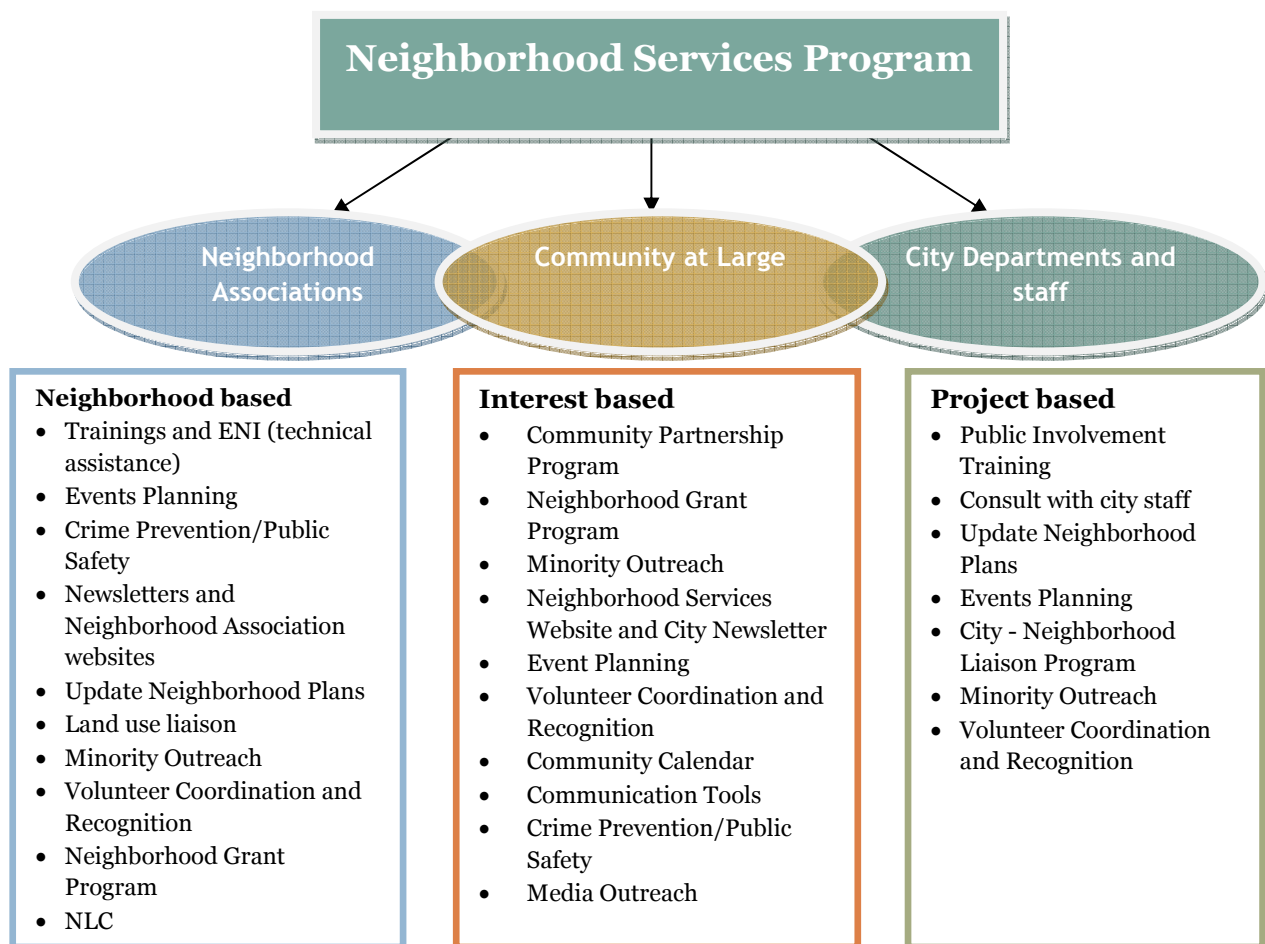 Neighborhood Services Program
Neighborhood
Associations
Community at Large
City Departments and
staff
Neighborhood based
• Trainings and ENI (technical
assistance)
• Events Planning
• Crime Prevention/Public
Safety
• Newsletters and
Neighborhood Association
websites
• Update Neighborhood Plans
• Land use liaison
• Minority Outreach
• Volunteer Coordination and
Recognition
• Neighborhood Grant
Program
• NLC
Interest based
• Community Partnership
Program
• Neighborhood Grant
Program
• Minority Outreach
• Neighborhood Services
Website and City Newsletter
• Event Planning
• Volunteer Coordination and
Recognition
• Community Calendar
• Communication Tools
• Crime Prevention/Public
Safety
• Media Outreach
Project based
• Public Involvement
Training
• Consult with city staff
• Update Neighborhood
Plans
• Events Planning
• City - Neighborhood
Liaison Program
• Minority Outreach
• Volunteer Coordination
and Recognition